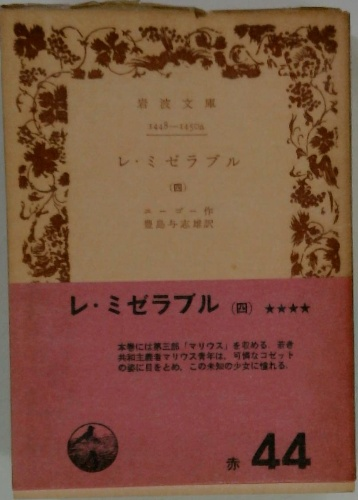 岩波文庫
1448—1450a
レ・ミゼラブル
(四)
ユーゴー作
豊島与志雄訳
レ・ミゼラブル (四) ★★★★
本巻には第三部「マリウス」を収める。若き
共和主義者マリウス青年は、可憐なコゼット
の姿に目をとめ、この未知の少女に憧れる.
赤 44